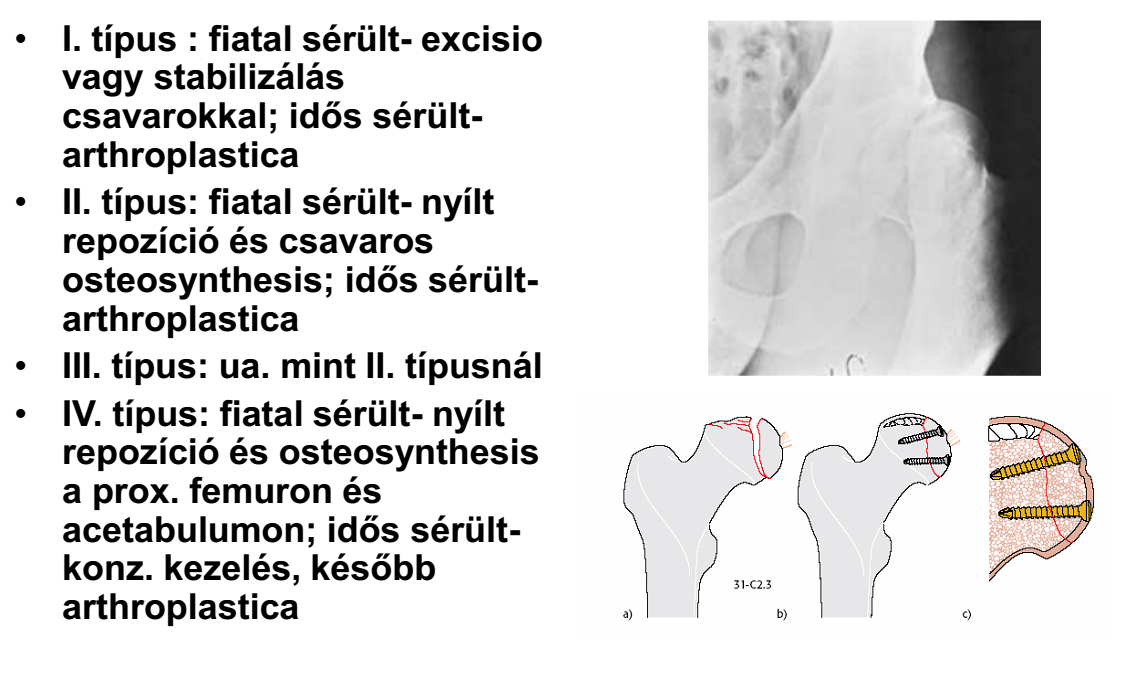 • I. típus : fiatal sérült- excisio
vagy stabilizálás
csavarokkal; idős sérült-
arthroplastica
• II. típus: fiatal sérült- nyílt
repozíció és csavaros
osteosynthesis; idős sérült-
arthroplastica
• III. típus: ua. mint II. típusnál
• IV. típus: fiatal sérült- nyílt
repozíció és osteosynthesis
a prox. femuron és
acetabulumon; idős sérült-
konz. kezelés, később
arthroplastica
31-C2.3
a) b) c)